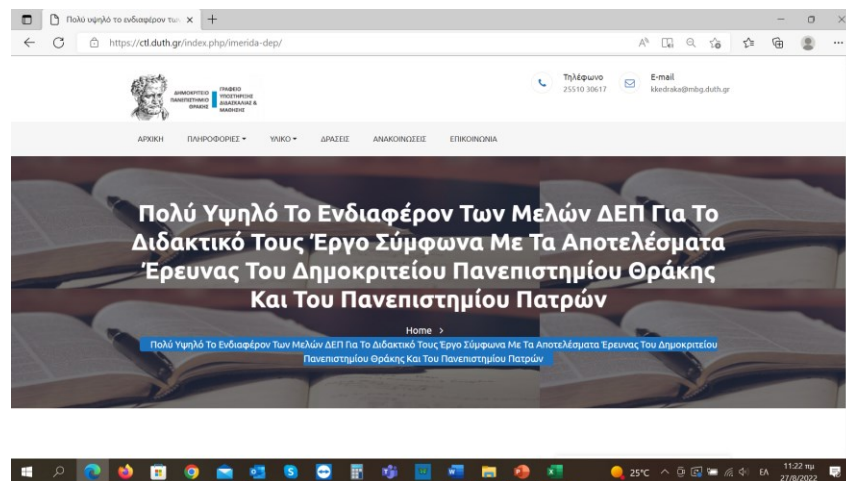 Πολύ υψηλό το ενδιαφέρον των
https://ctl.duth.gr/index.php/imerida-dep/
ΔΗΜΟΚΡΙΤΕΙΟ
ΠΑΝΕΠΙΣΤΗΜΙΟ
ΘΡΑΚΗΣ
ΓΡΑΦΕΙΟ
ΥΠΟΣΤΗΡΙΞΗΣ
ΔΙΔΑΣΚΑΛΙΑΣ &
ΜΑΘΗΣΗΣ
Τηλέφωνο
25510 30617
E-mail
kkedraka@mbg.duth.gr
ΑΡΧΙΚΗ ΠΛΗΡΟΦΟΡΙΕΣ ΥΛΙΚΟ ΔΡΑΣΕΙΣ ΑΝΑΚΟΙΝΩΣΕΙΣ ΕΠΙΚΟΙΝΩΝΙΑ
Πολύ Υψηλό Το Ενδιαφέρον Των Μελών ΔΕΠ Για Το
Διδακτικό Τους Έργο Σύμφωνα Με Τα Αποτελέσματα
Έρευνας Του Δημοκριτείου Πανεπιστημίου Θράκης
Και Του Πανεπιστημίου Πατρών
Home >
Πολύ Υψηλό Το Ενδιαφέρον Των Μελών ΔΕΠ Για Το Διδακτικό Τους Έργο Σύμφωνα Με Τα Αποτελέσματα Έρευνας Του Δημοκριτείου
Πανεπιστημίου Θράκης Και Του Πανεπιστημίου Πατρών
25°C ΕΛ 11:22 πμ
27/8/2022